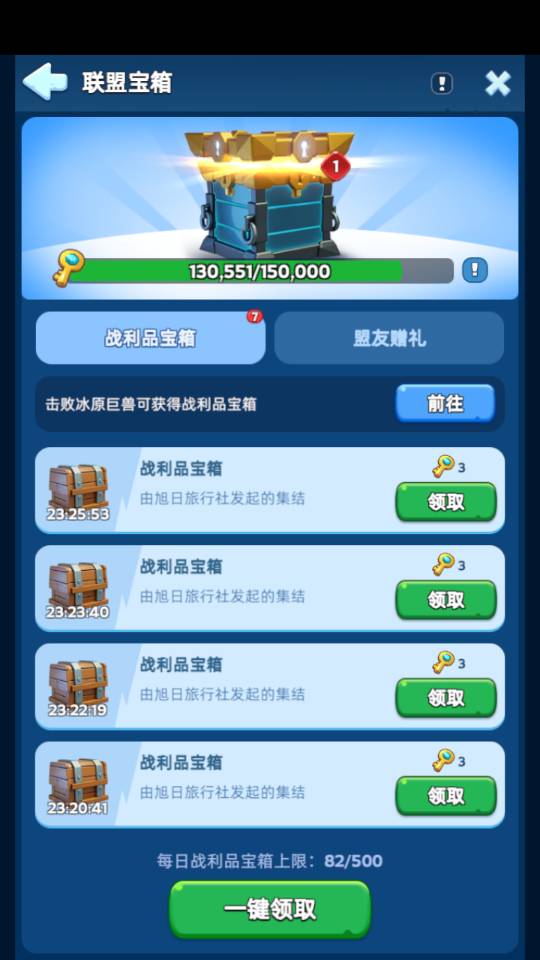 联盟宝箱
!
1
130,551/150,000
!
战利品宝箱
7
盟友赠礼
击败冰原巨兽可获得战利品宝箱
前往
战利品宝箱
3
由旭日旅行社发起的集结
领取
23:25:53
战利品宝箱
3
由旭日旅行社发起的集结
领取
23:23:40
战利品宝箱
3
由旭日旅行社发起的集结
领取
23:22:19
战利品宝箱
3
由旭日旅行社发起的集结
领取
23:20:41
每日战利品宝箱上限：82/500
一键领取